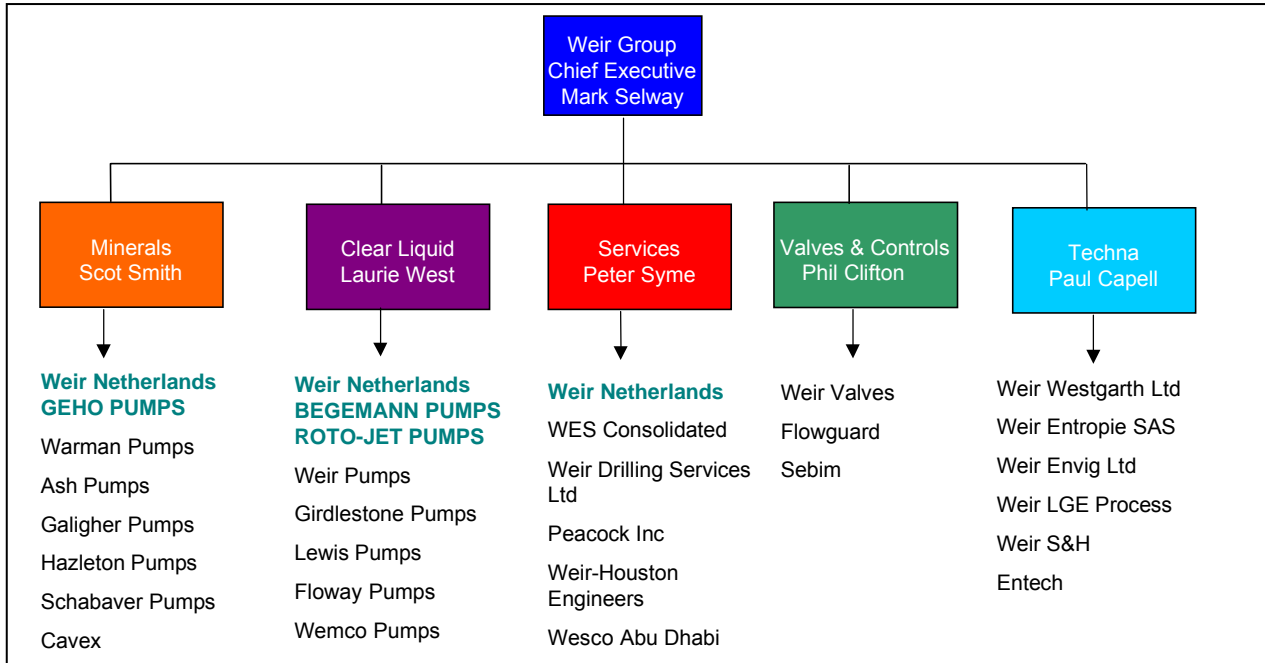 Weir Group
Chief Executive
Mark Selway
Minerals
Scot Smith
Clear Liquid
Laurie West
Services
Peter Syme
Valves & Controls
Phil Clifton
Techna
Paul Capell
Weir Netherlands
GEHO PUMPS
Warman Pumps
Ash Pumps
Galigher Pumps
Hazleton Pumps
Schabaver Pumps
Cavex
Weir Netherlands
BEGEMANN PUMPS
ROTO-JET PUMPS
Weir Pumps
Girdlestone Pumps
Lewis Pumps
Floway Pumps
Wemco Pumps
Weir Netherlands
WES Consolidated
Weir Drilling Services
Ltd
Peacock Inc
Weir-Houston
Engineers
Wesco Abu Dhabi
Weir Valves
Flowguard
Sebim
Weir Westgarth Ltd
Weir Entropie SAS
Weir Envig Ltd
Weir LGE Process
Weir S&H
Entech